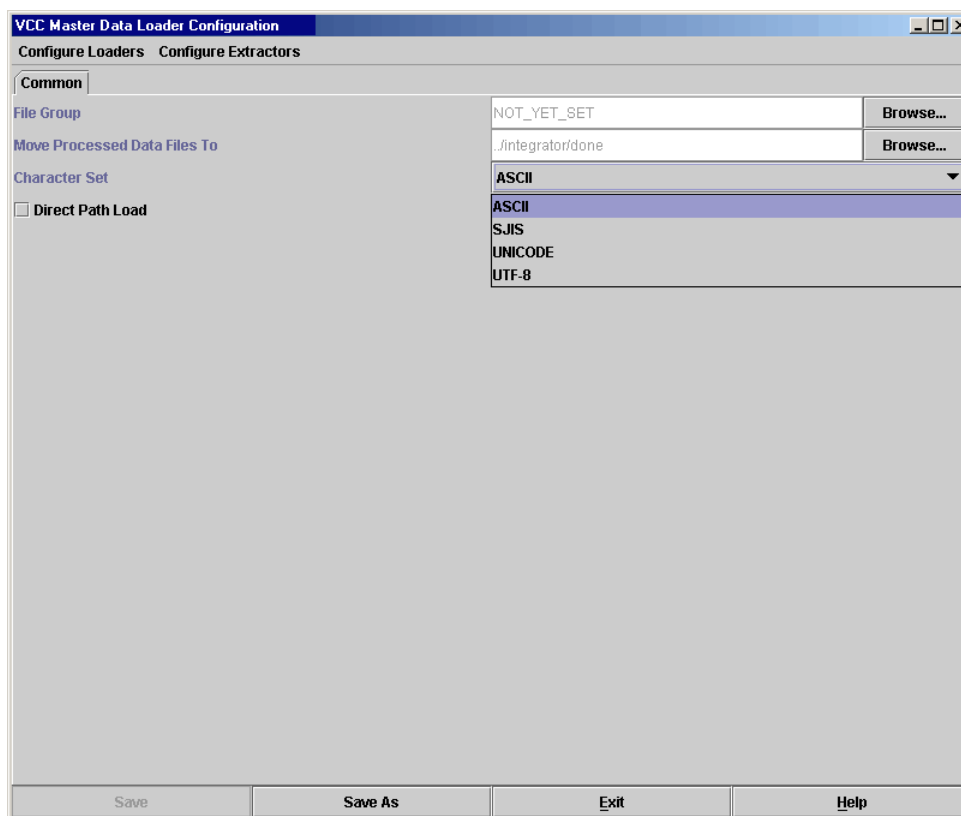 VCC Master Data Loader Configuration
Configure Loaders Configure Extractors
Common
File Group NOT_YET_SET Browse...
Move Processed Data Files To ../integrator/done Browse...
Character Set ASCII
Direct Path Load
ASCII
SJIS
UNICODE
UTF-8
Save Save As Exit Help